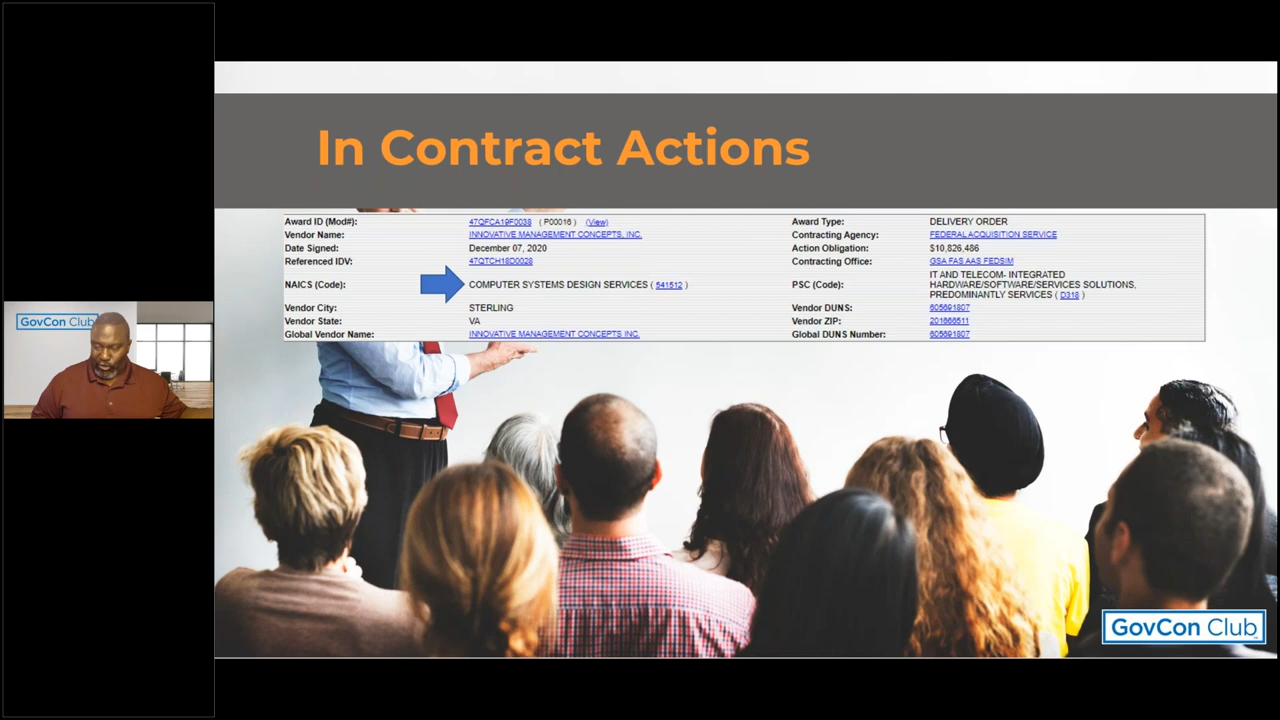 In Contract Actions
Award ID (Mod#): 47QFCA19F0038 ( P00016 ) (View) Award Type: DELIVERY ORDER
Vendor Name: INNOVATIVE MANAGEMENT CONCEPTS, INC. Contracting Agency: FEDERAL ACQUISITION SERVICE
Date Signed: December 07, 2020 Action Obligation: $10,826,486
Referenced IDV: 47QTCH18D0028 Contracting Office: GSA FAS AAS FEDSIM
NAICS (Code): COMPUTER SYSTEMS DESIGN SERVICES ( 541512 ) PSC (Code): IT AND TELECOM- INTEGRATED
HARDWARE/SOFTWARE/SERVICES SOLUTIONS,
PREDOMINANTLY SERVICES ( D318 )
Vendor City: STERLING Vendor DUNS: 605691807
Vendor State: VA Vendor ZIP: 201666511
Global Vendor Name: INNOVATIVE MANAGEMENT CONCEPTS INC. Global DUNS Number: 605691807
GovCon Club
GovCon Club